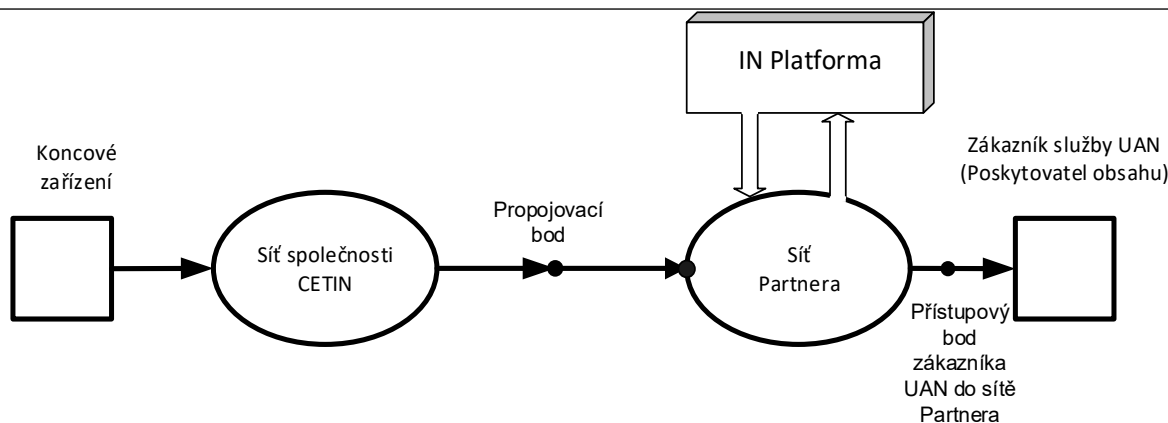 IN Platforma
Koncové
zařízení
Zákazník služby UAN
(Poskytovatel obsahu)
Propojovací
bod
Síť společnosti
CETIN
Síť
Partnera
Přístupový
bod
zákazníka
UAN do sítě
Partnera